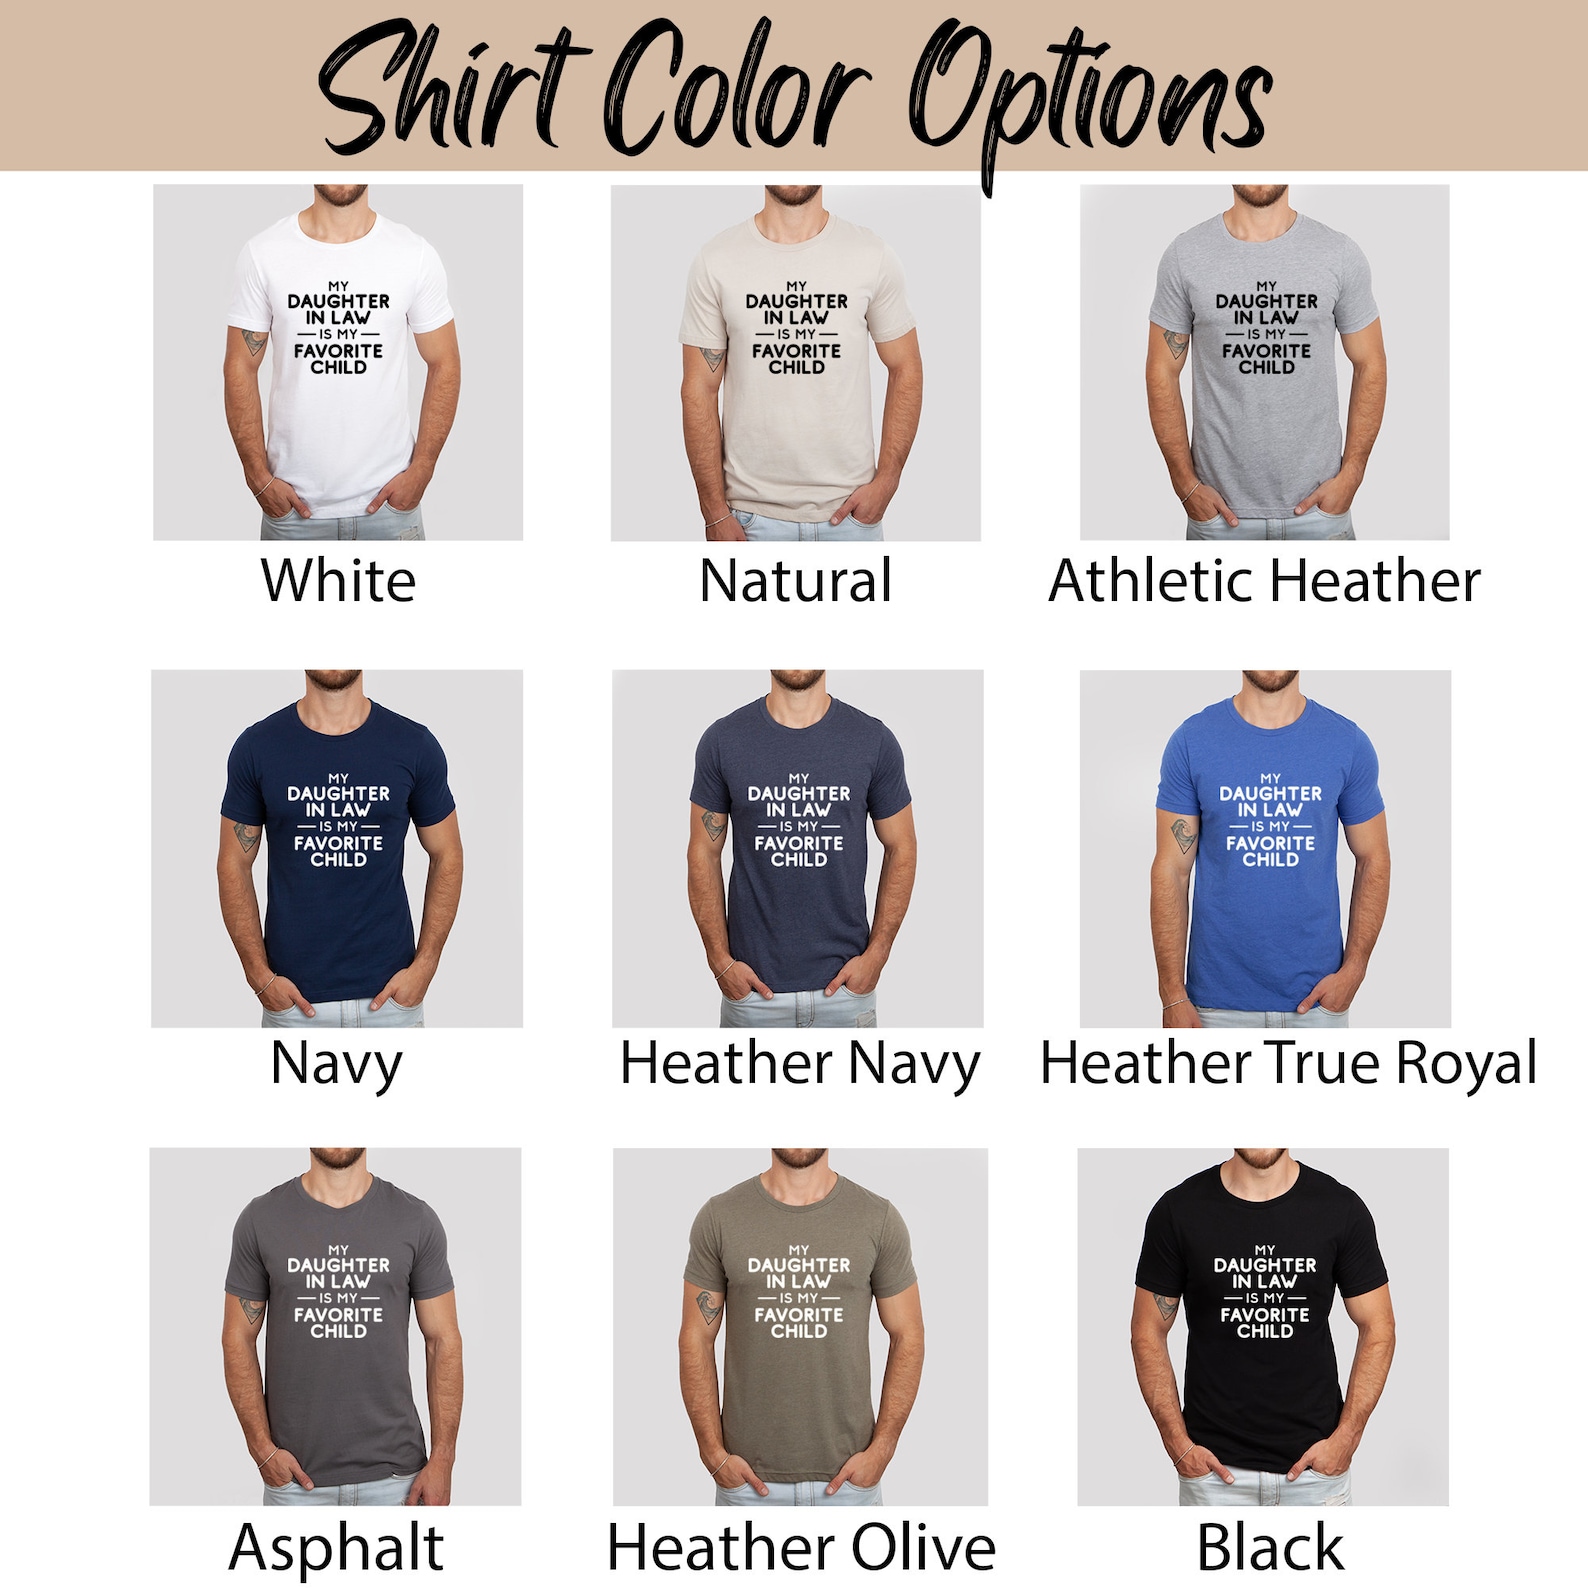 Shirt Color Options
MY
DAUGHTER
IN LAW
IS MY
FAVORITE
CHILD
White
MY
DAUGHTER
IN LAW
IS MY
FAVORITE
CHILD
Natural
MY
DAUGHTER
IN LAW
IS MY
FAVORITE
CHILD
Athletic Heather
MY
DAUGHTER
IN LAW
IS MY
FAVORITE
CHILD
Navy
MY
DAUGHTER
IN LAW
IS MY
FAVORITE
CHILD
Heather Navy
MY
DAUGHTER
IN LAW
IS MY
FAVORITE
CHILD
Heather True Royal
MY
DAUGHTER
IN LAW
IS MY
FAVORITE
CHILD
Asphalt
MY
DAUGHTER
IN LAW
IS MY
FAVORITE
CHILD
Heather Olive
MY
DAUGHTER
IN LAW
IS MY
FAVORITE
CHILD
Black